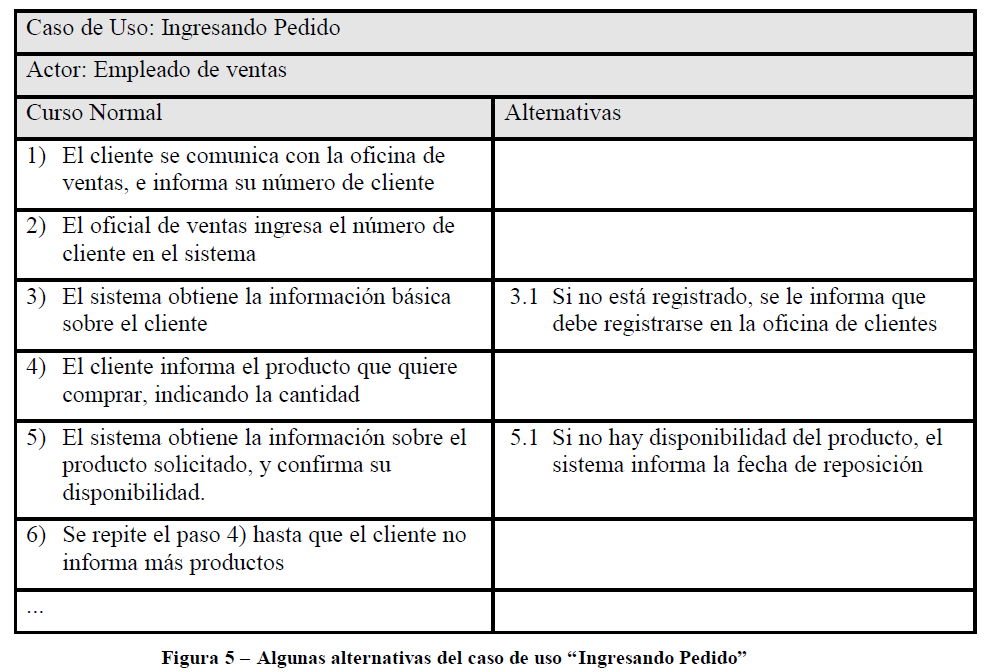 Caso de Uso: Ingresando Pedido
Actor: Empleado de ventas
Curso Normal
Alternativas
1) El cliente se comunica con la oficina de
ventas, e informa su número de cliente
2) El oficial de ventas ingresa el número de
cliente en el sistema
3) El sistema obtiene la información básica
sobre el cliente
3.1 Si no está registrado, se le informa que
debe registrarse en la oficina de clientes
4) El cliente informa el producto que quiere
comprar, indicando la cantidad
5) El sistema obtiene la información sobre el
producto solicitado, y confirma su
disponibilidad.
5.1 Si no hay disponibilidad del producto, el
sistema informa la fecha de reposición
6) Se repite el paso 4) hasta que el cliente no
informa más productos
...
Figura 5 – Algunas alternativas del caso de uso “Ingresando Pedido”